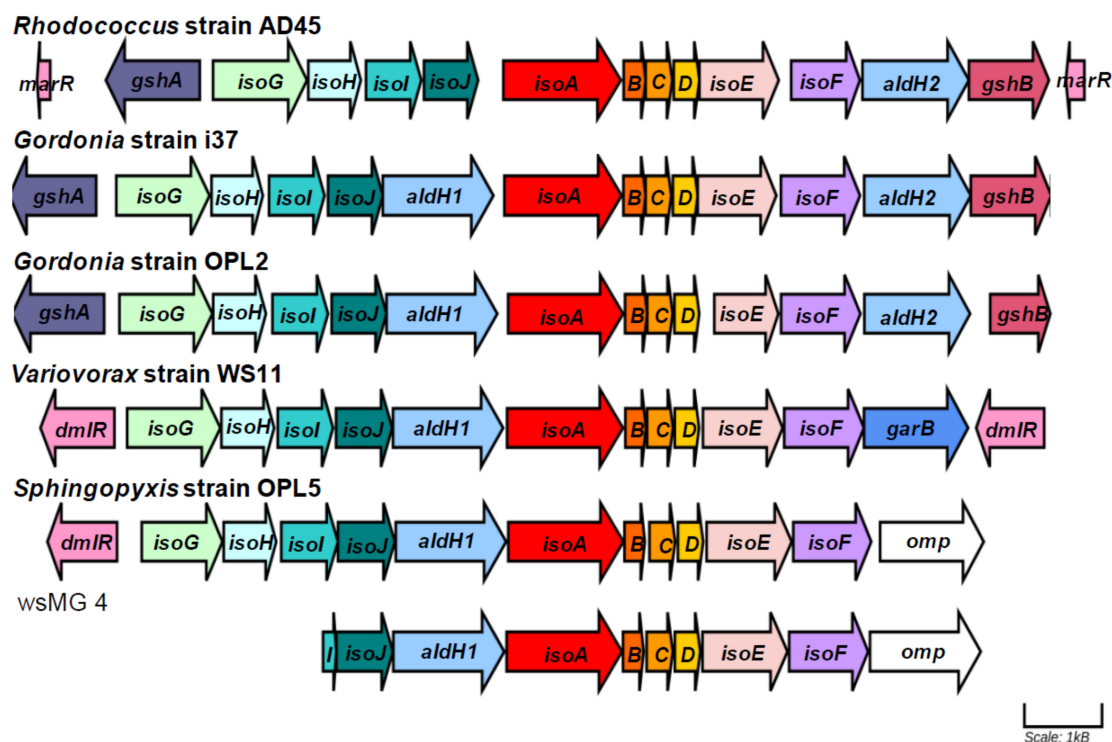 Rhodococcus strain AD45
marR gshA isoG isoH isoI isoJ isoA B C D isoE isoF aldH2 gshB marR
Gordonia strain i37
gshA isoG isoH isoI isoJ aldH1 isoA B C D isoE isoF aldH2 gshB
Gordonia strain OPL2
gshA isoG isoH isoI isoJ aldH1 isoA B C D isoE isoF aldH2 gshB
Variovorax strain WS11
dmlR isoG isoH isoI isoJ aldH1 isoA B C D isoE isoF garB dmlR
Sphingopyxis strain OPL5
dmlR isoG isoH isoI isoJ aldH1 isoA B C D isoE isoF omp
wsMG 4
I isoJ aldH1 isoA B C D isoE isoF omp
Scale: 1kB